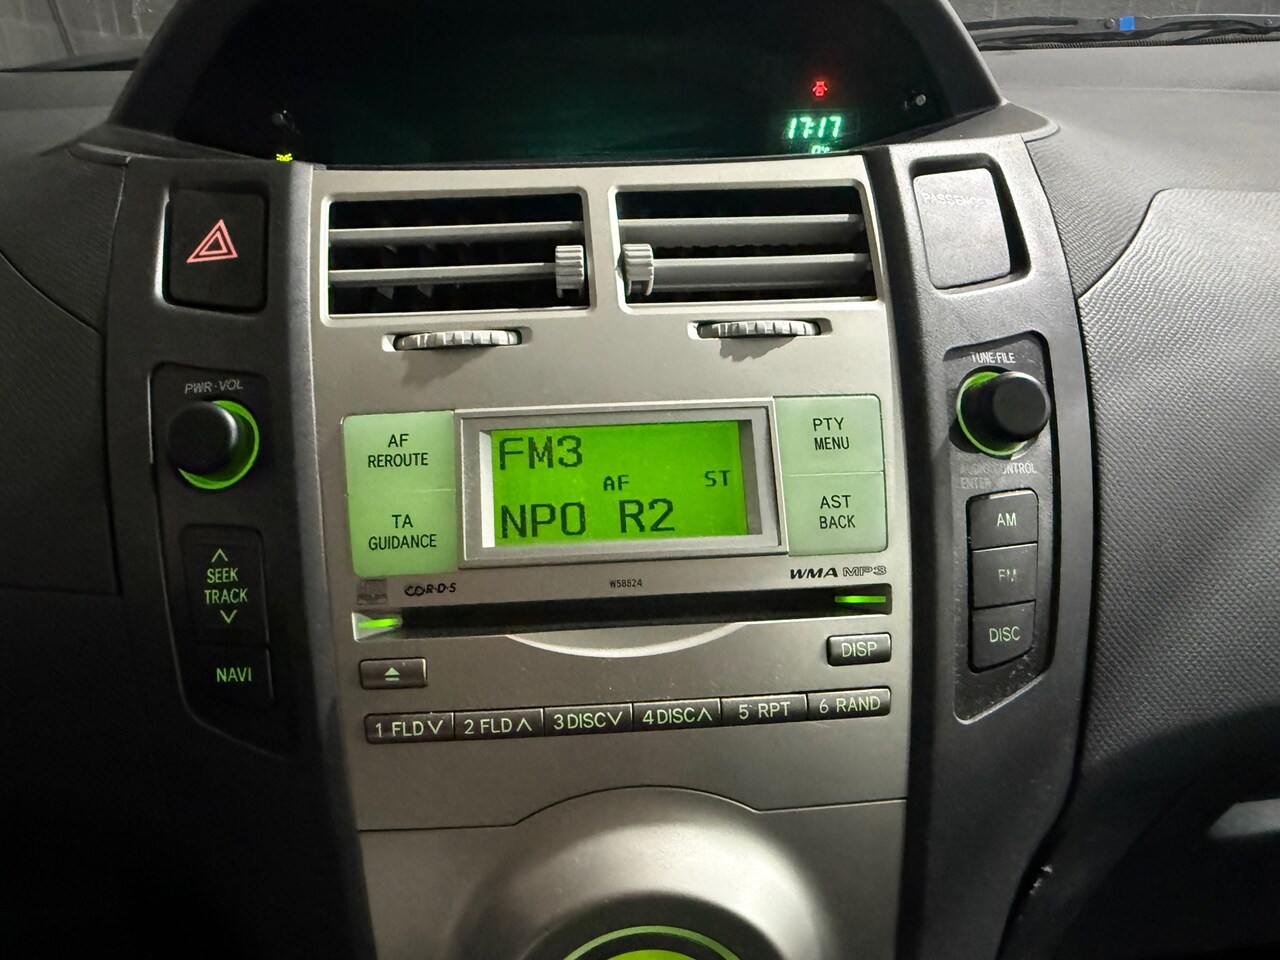 17:17
PASSENGER
PWR·VOL
TUNE·FILE
AF
REROUTE
FM3
AF ST
NPO R2
PTY
MENU
TA
GUIDANCE
AST
BACK
AUDIO CONTROL
ENTER
AM
FM
DISC
SEEK
TRACK
NAVI
CD-R·D-S
W58824
WMA MP3
DISP
1 FLD∨
2 FLD∧
3 DISC∨
4 DISC∧
5 RPT
6 RAND